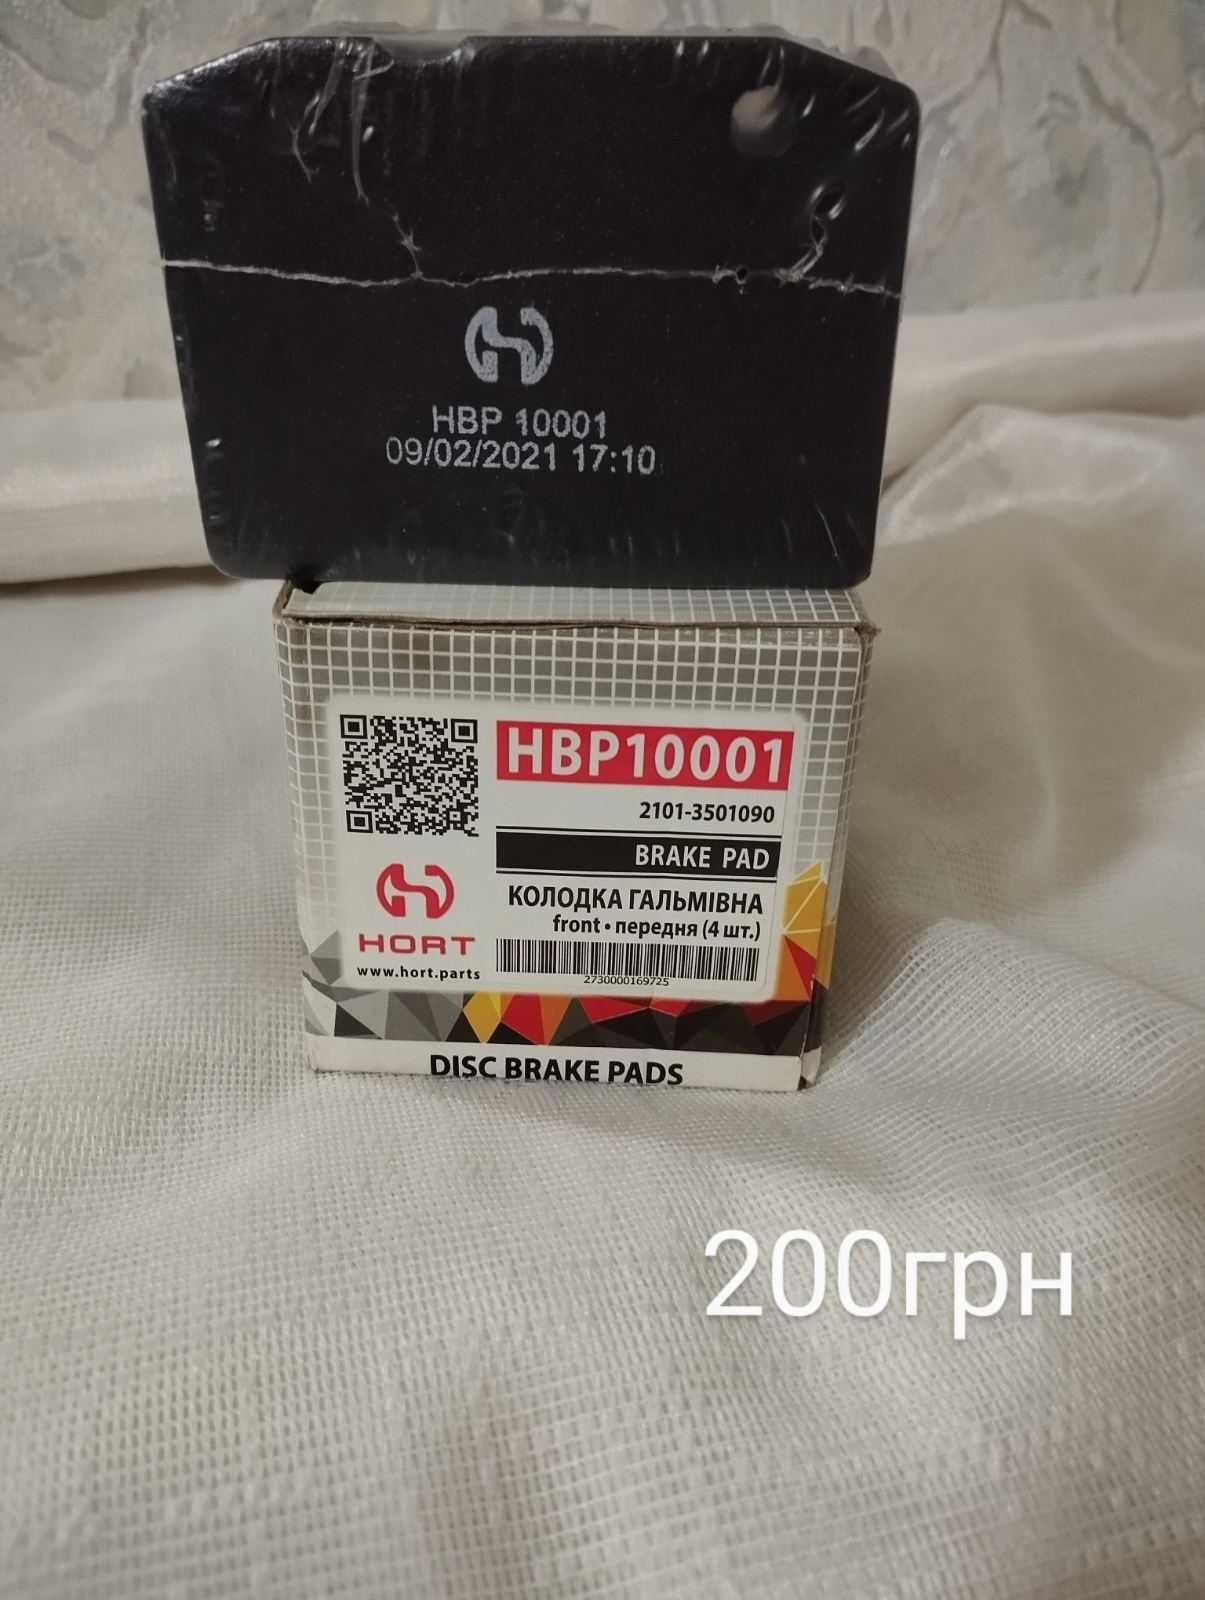 HBP 10001
09/02/2021 17:10
HBP10001
2101-3501090
BRAKE PAD
КОЛОДКА ГАЛЬМІВНА
front • передня (4 шт.)
HORT
www.hort.parts
2730000169725
DISC BRAKE PADS
200грн